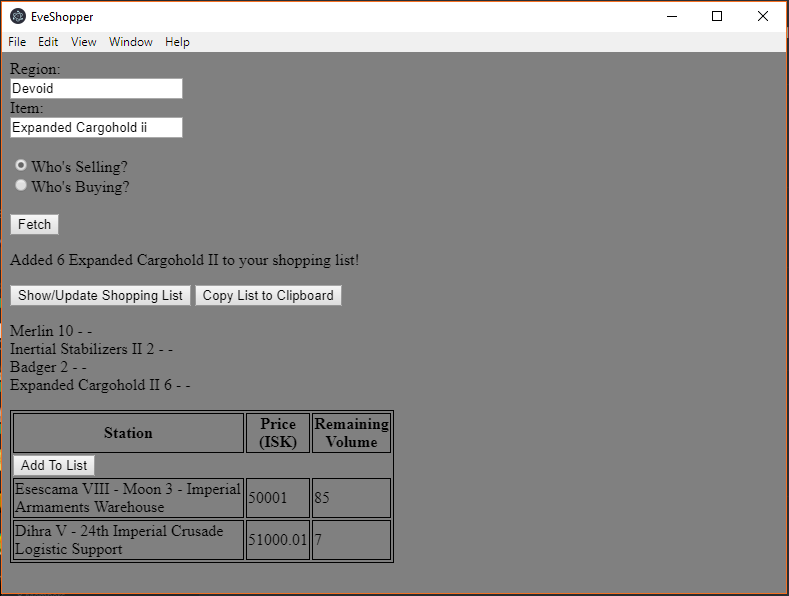 EveShopper
File Edit View Window Help
Region:
Devoid
Item:
Expanded Cargohold ii
Who's Selling?
Who's Buying?
Fetch
Added 6 Expanded Cargohold II to your shopping list!
Show/Update Shopping List Copy List to Clipboard
Merlin 10 - -
Inertial Stabilizers II 2 - -
Badger 2 - -
Expanded Cargohold II 6 - -
Station Price (ISK) Remaining Volume
Add To List
Esescama VIII - Moon 3 - Imperial
Armaments Warehouse 50001 85
Dihra V - 24th Imperial Crusade
Logistic Support 51000.01 7